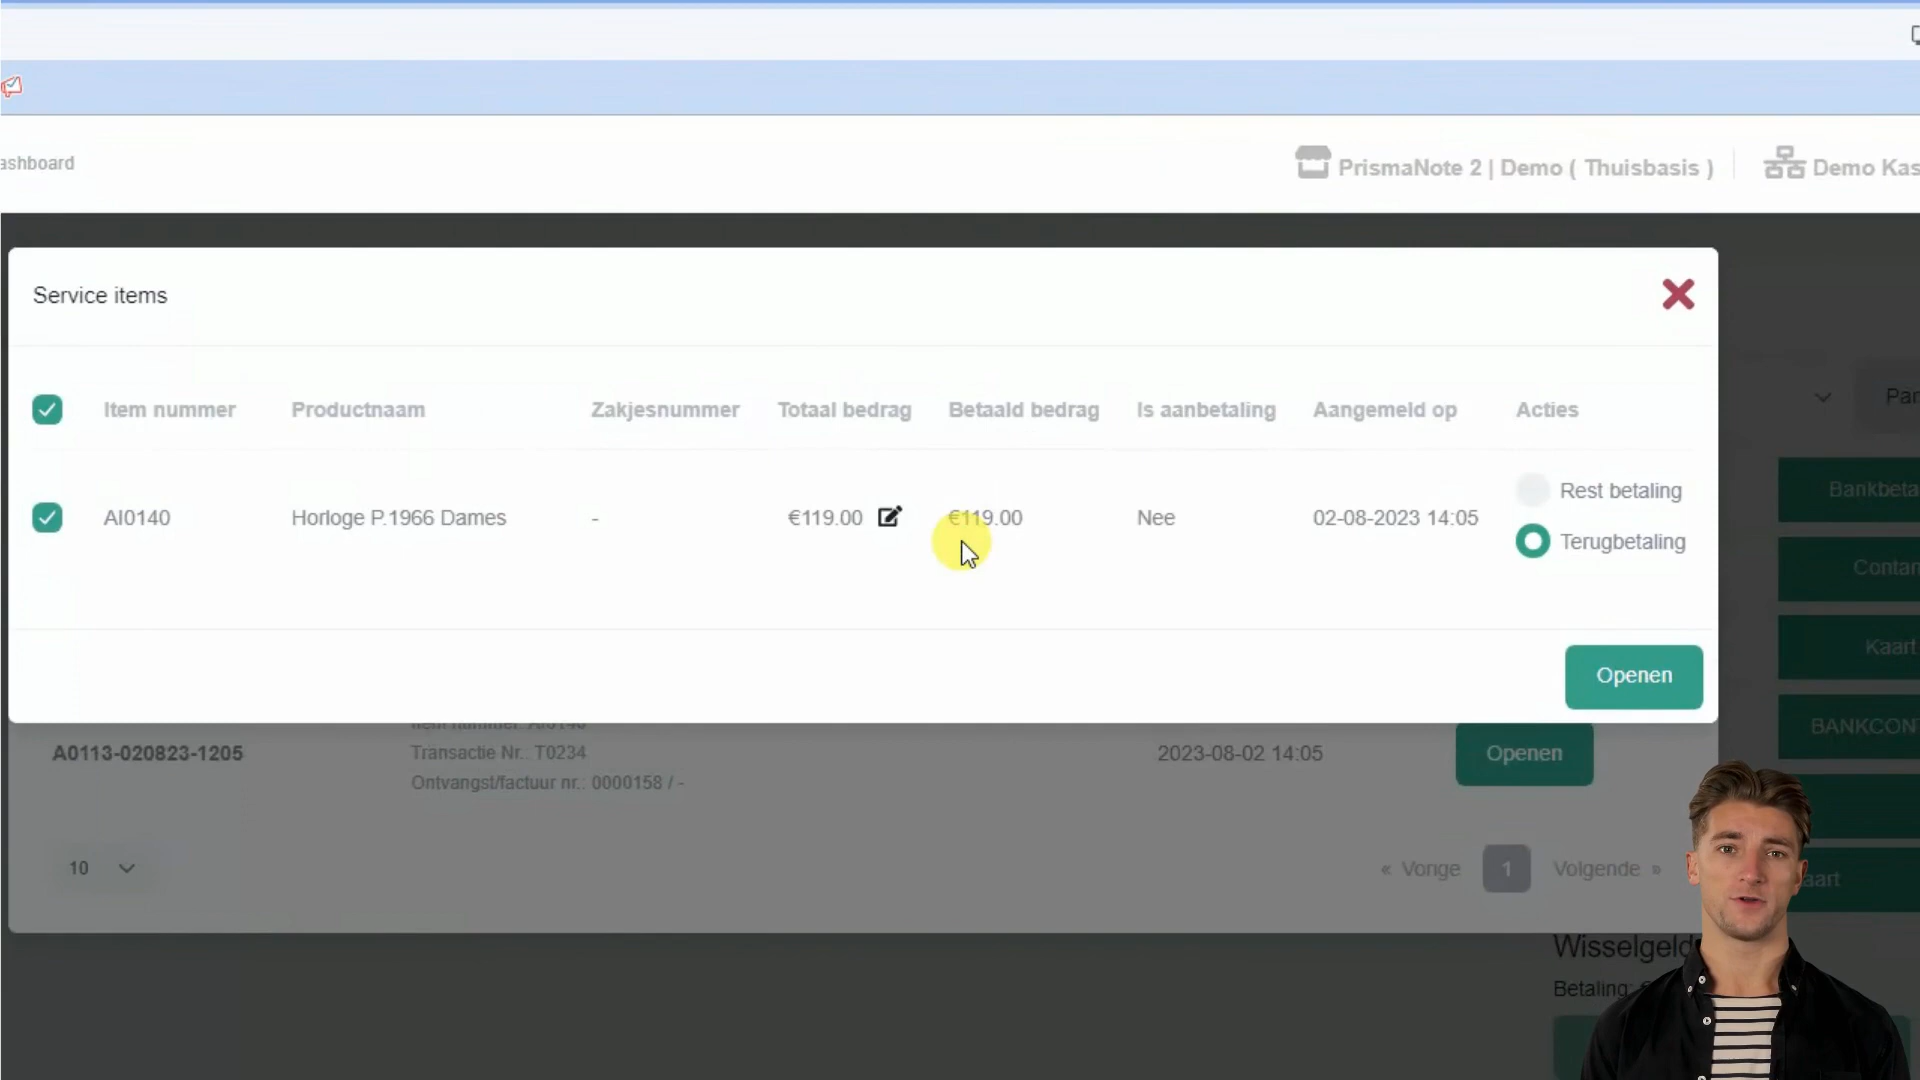 ashboard
PrismaNote 2 | Demo ( Thuisbasis )
Demo Kas
Service items
Item nummer Productnaam Zakjesnummer Totaal bedrag Betaald bedrag Is aanbetaling Aangemeld op Acties
AI0140 Horloge P.1966 Dames - €119.00 €119.00 Nee 02-08-2023 14:05
Rest betaling
Terugbetaling
Openen
Par
Bankbeta
Contan
Kaart
BANKCON
aart
Item nummer: AI0140
A0113-020823-1205
Transactie Nr.: T0234
Ontvangst/factuur nr.: 0000158 / -
2023-08-02 14:05
Openen
10
« Vorige 1 Volgende »
Wisselgeld
Betaling: